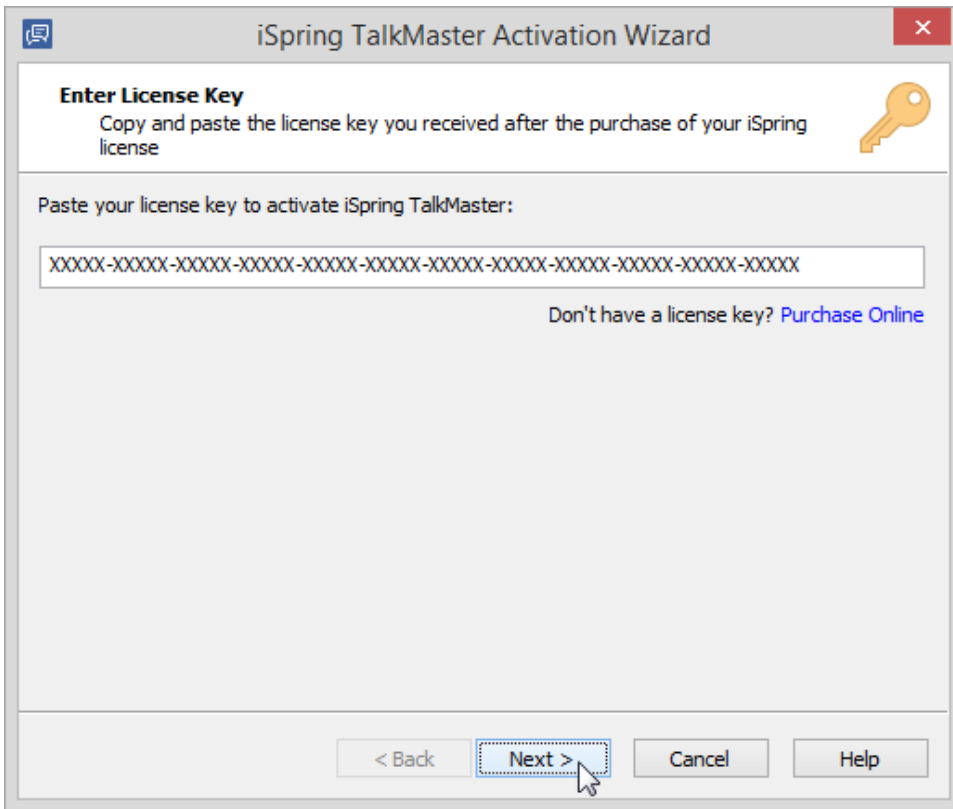 iSpring TalkMaster Activation Wizard
Enter License Key
Copy and paste the license key you received after the purchase of your iSpring
license
Paste your license key to activate iSpring TalkMaster:
XXXXX-XXXXX-XXXXX-XXXXX-XXXXX-XXXXX-XXXXX-XXXXX-XXXXX-XXXXX-XXXXX-XXXXX
Don't have a license key? Purchase Online
< Back Next > Cancel Help